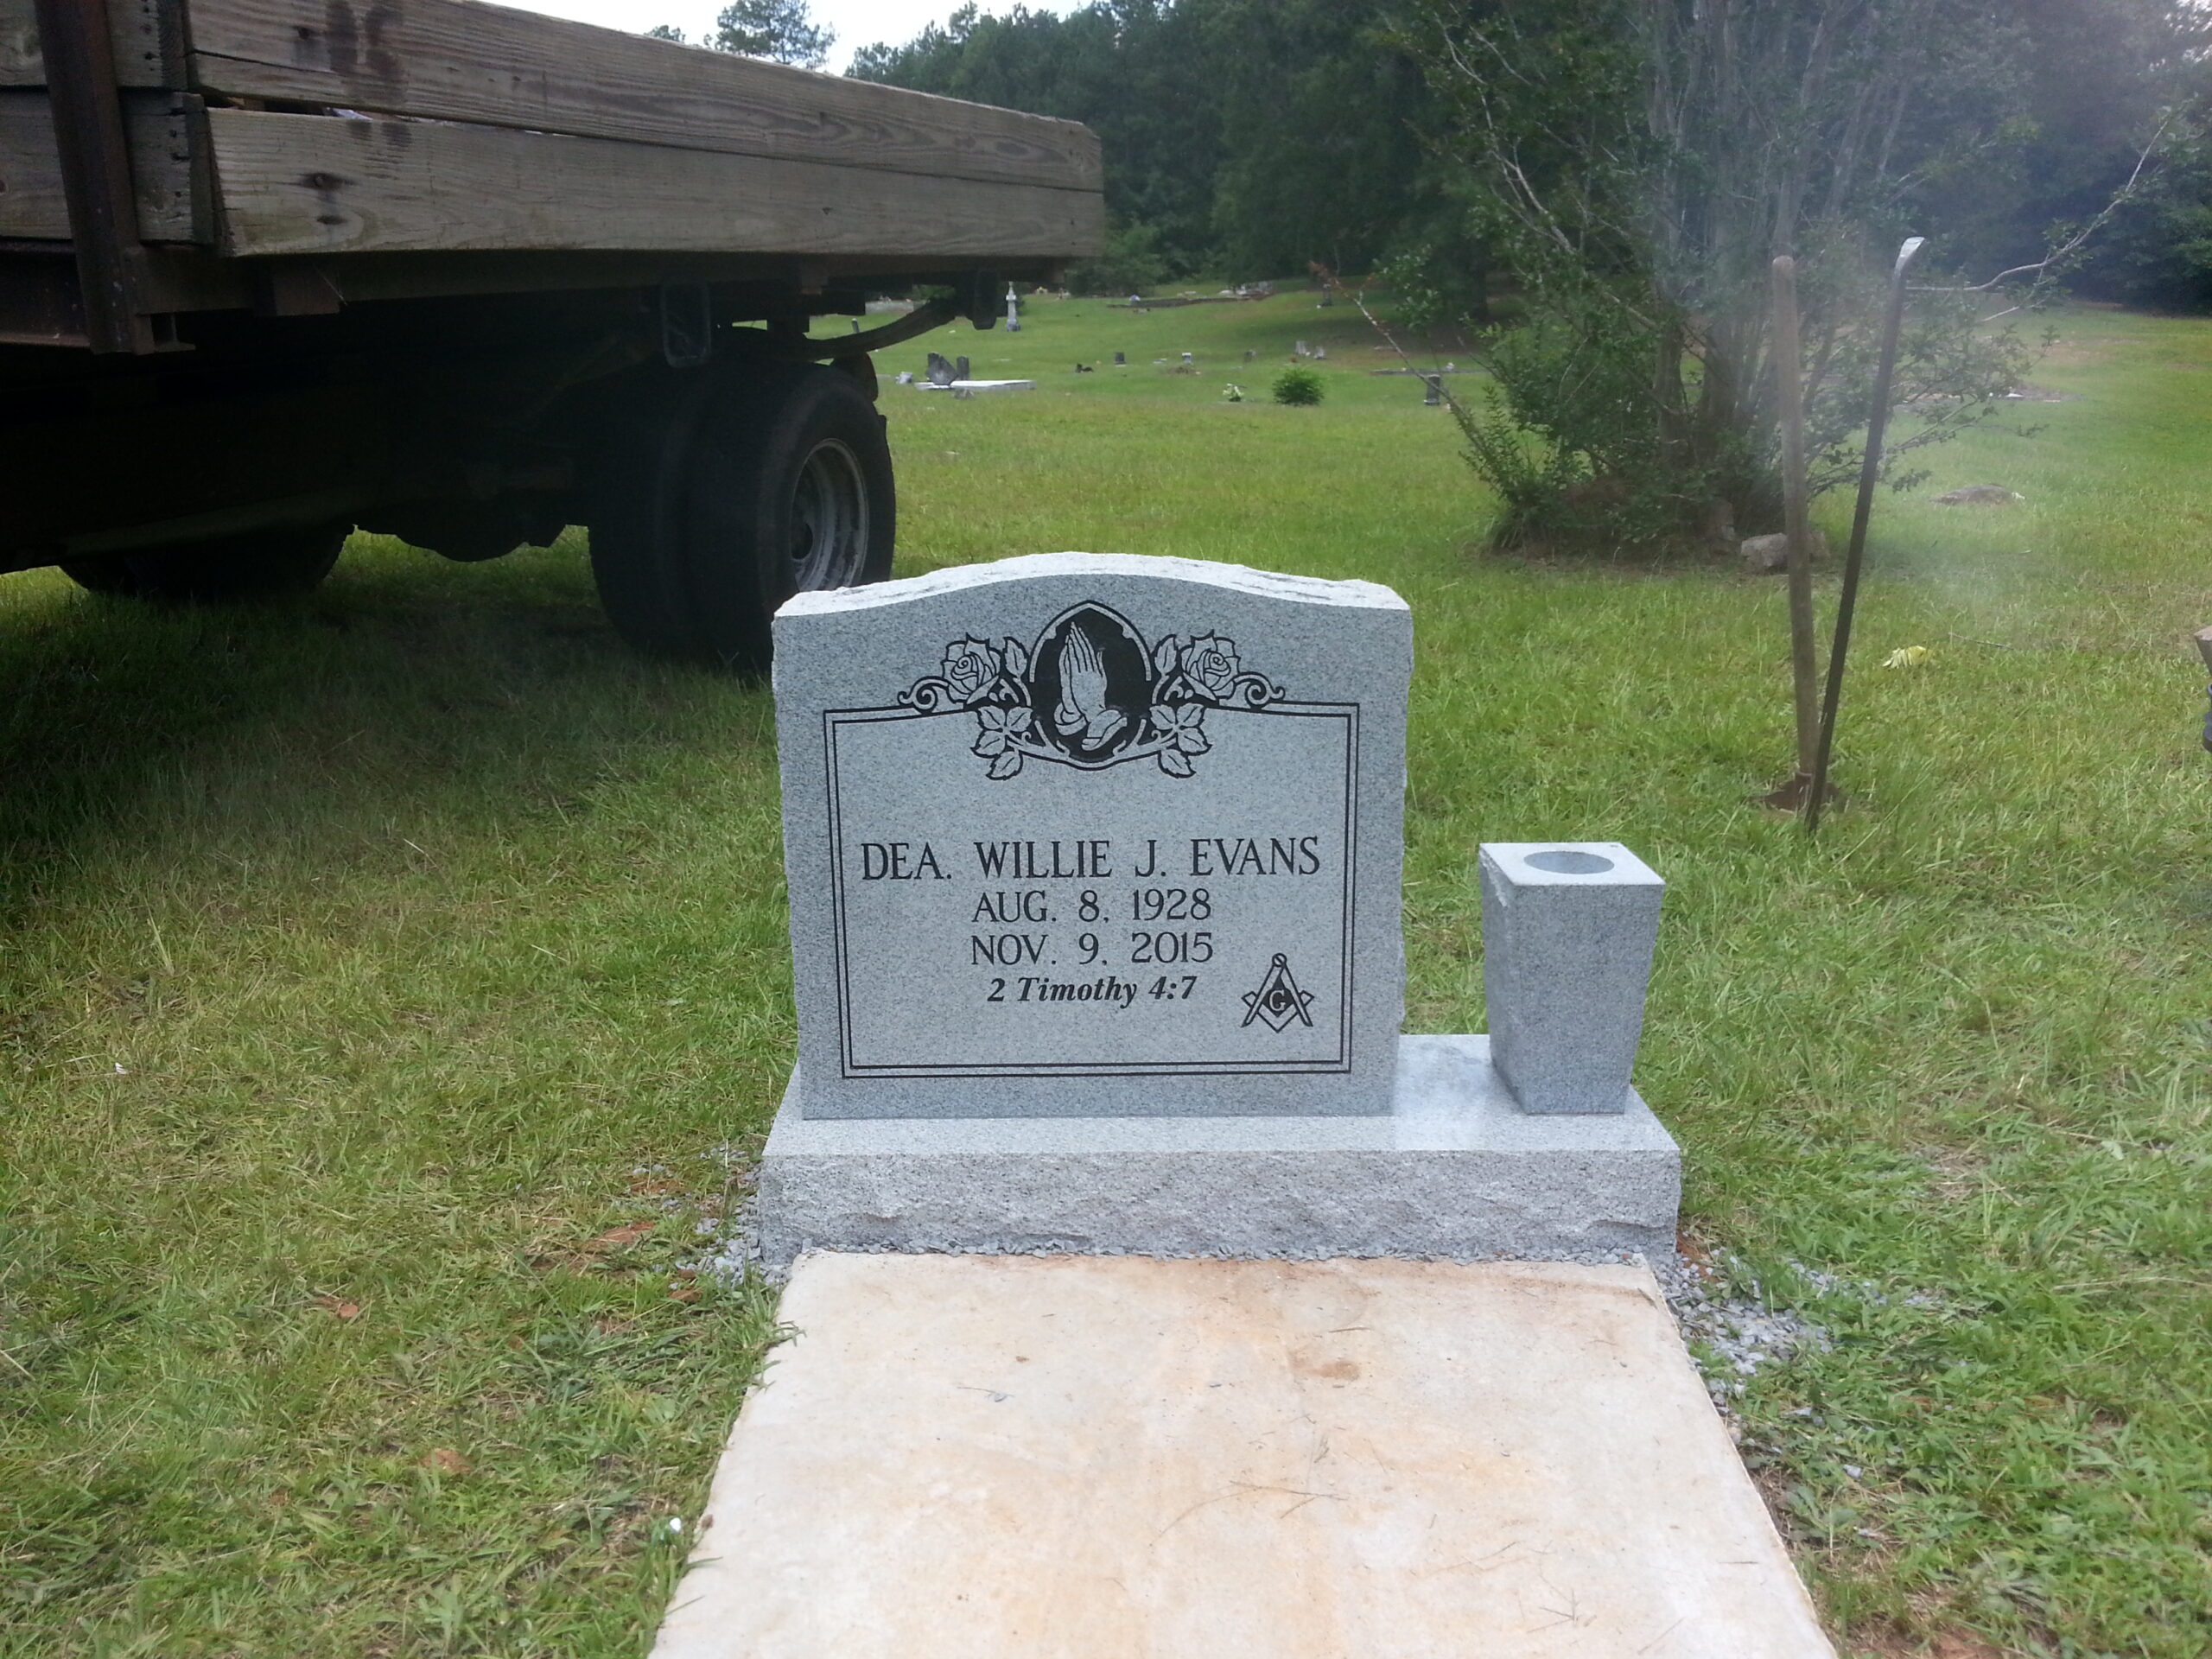 DEA. WILLIE J. EVANS
AUG. 8, 1928
NOV. 9, 2015
2 Timothy 4:7
G